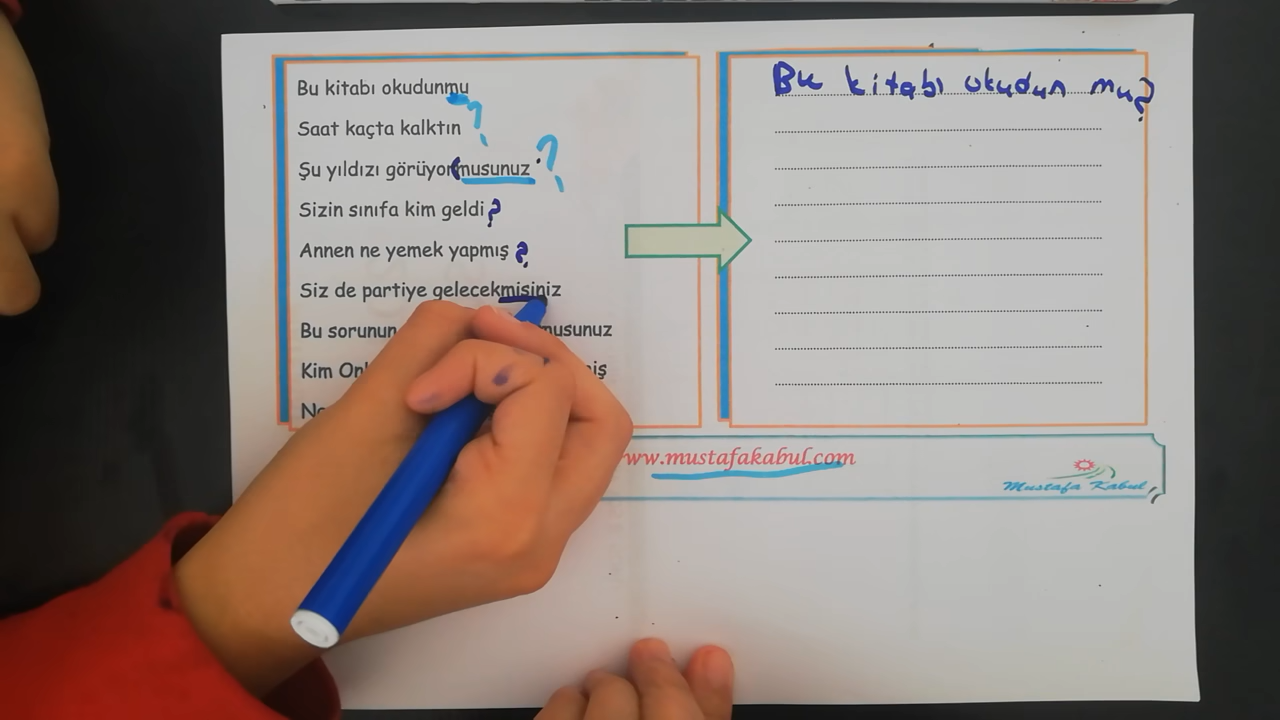 Bu kitabı okudunmu
?
Saat kaçta kalktın
Şu yıldızı görüyormusunuz ?
Sizin sınıfa kim geldi ?
Annen ne yemek yapmış ?
Siz de partiye gelecekmisiniz
Bu sorunun musunuz
Kim
Bu kitabı okudun mu?
www.mustafakabul.com
Mustafa Kabul